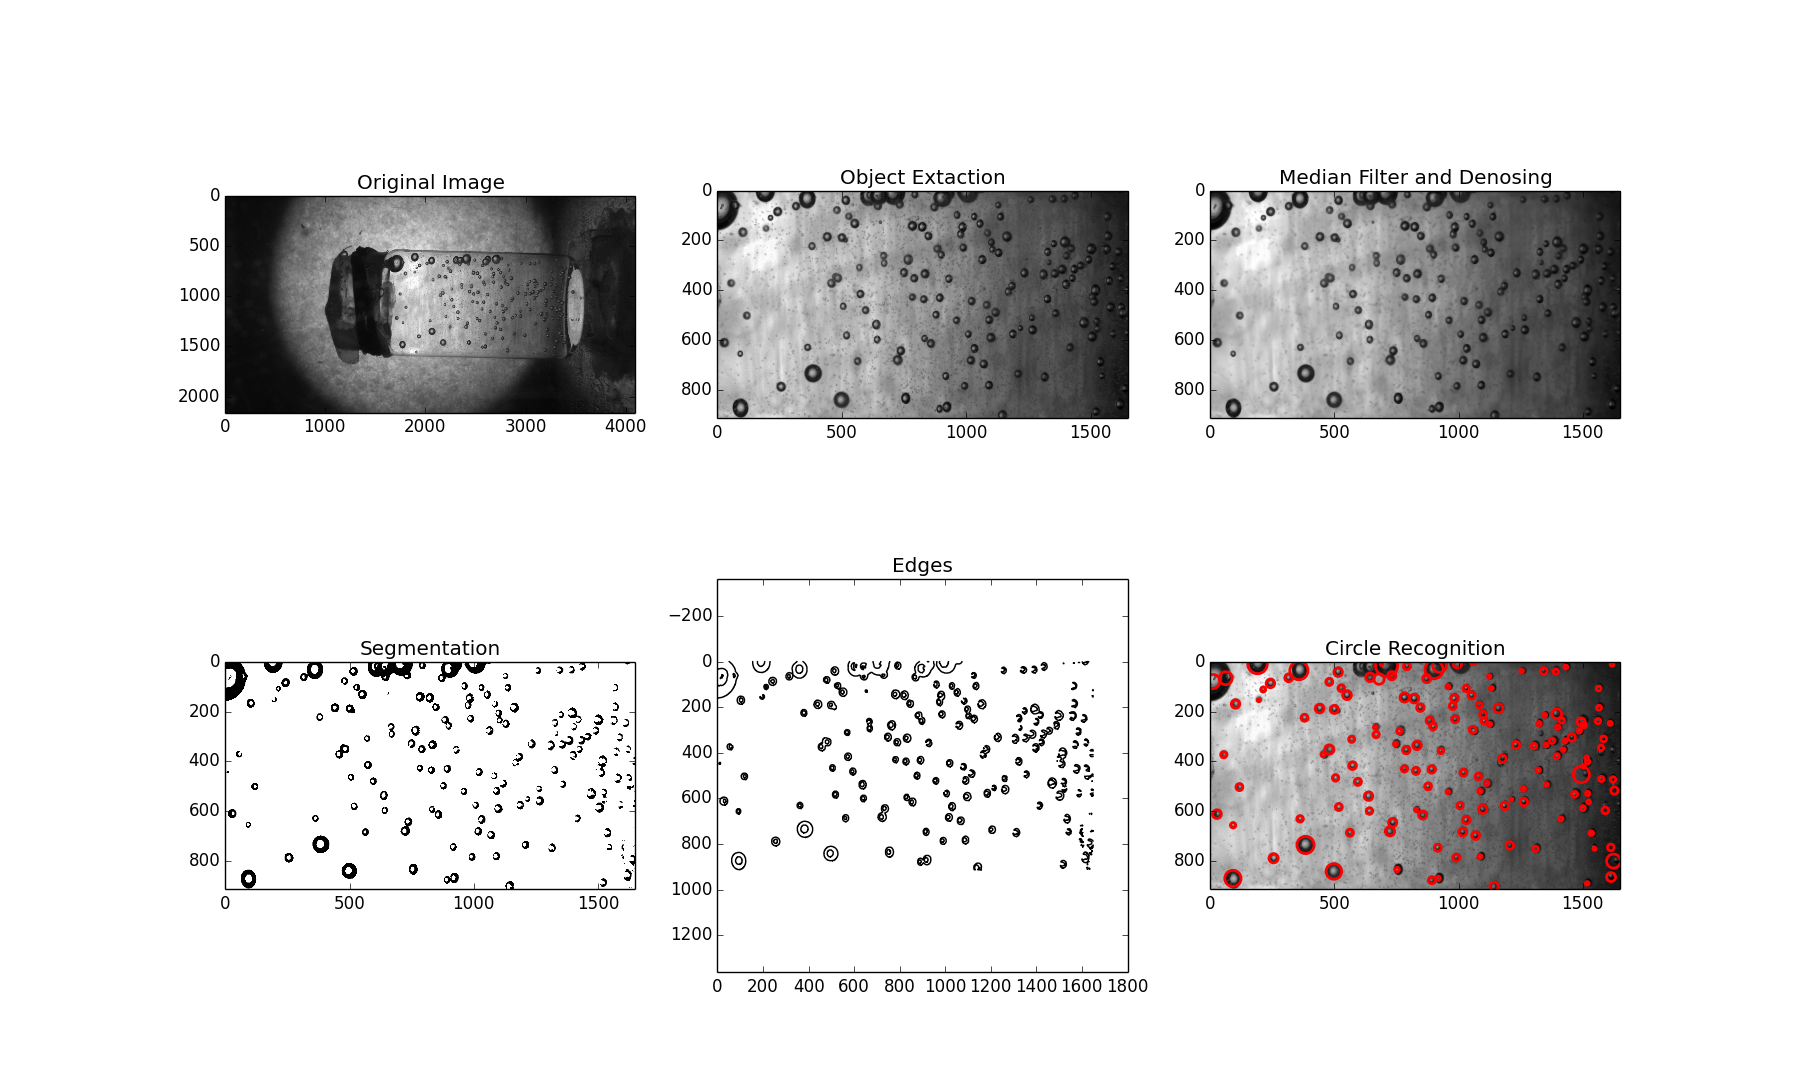 Original Image
0
500
1000
1500
2000
0 1000 2000 3000 4000
Object Extaction
0
200
400
600
800
0 500 1000 1500
Median Filter and Denosing
0
200
400
600
800
0 500 1000 1500
Segmentation
0
200
400
600
800
0 500 1000 1500
Edges
−200
0
200
400
600
800
1000
1200
0 200 400 600 800 1000 1200 1400 1600 1800
Circle Recognition
0
200
400
600
800
0 500 1000 1500